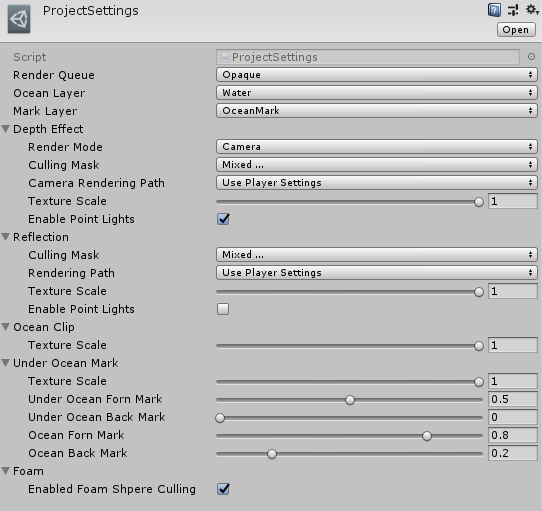 ProjectSettings
Open
Script ProjectSettings
Render Queue Opaque
Ocean Layer Water
Mark Layer OceanMark
Depth Effect
Render Mode Camera
Culling Mask Mixed ...
Camera Rendering Path Use Player Settings
Texture Scale 1
Enable Point Lights
Reflection
Culling Mask Mixed ...
Rendering Path Use Player Settings
Texture Scale 1
Enable Point Lights
Ocean Clip
Texture Scale 1
Under Ocean Mark
Texture Scale 1
Under Ocean Forn Mark 0.5
Under Ocean Back Mark 0
Ocean Forn Mark 0.8
Ocean Back Mark 0.2
Foam
Enabled Foam Shpere Culling